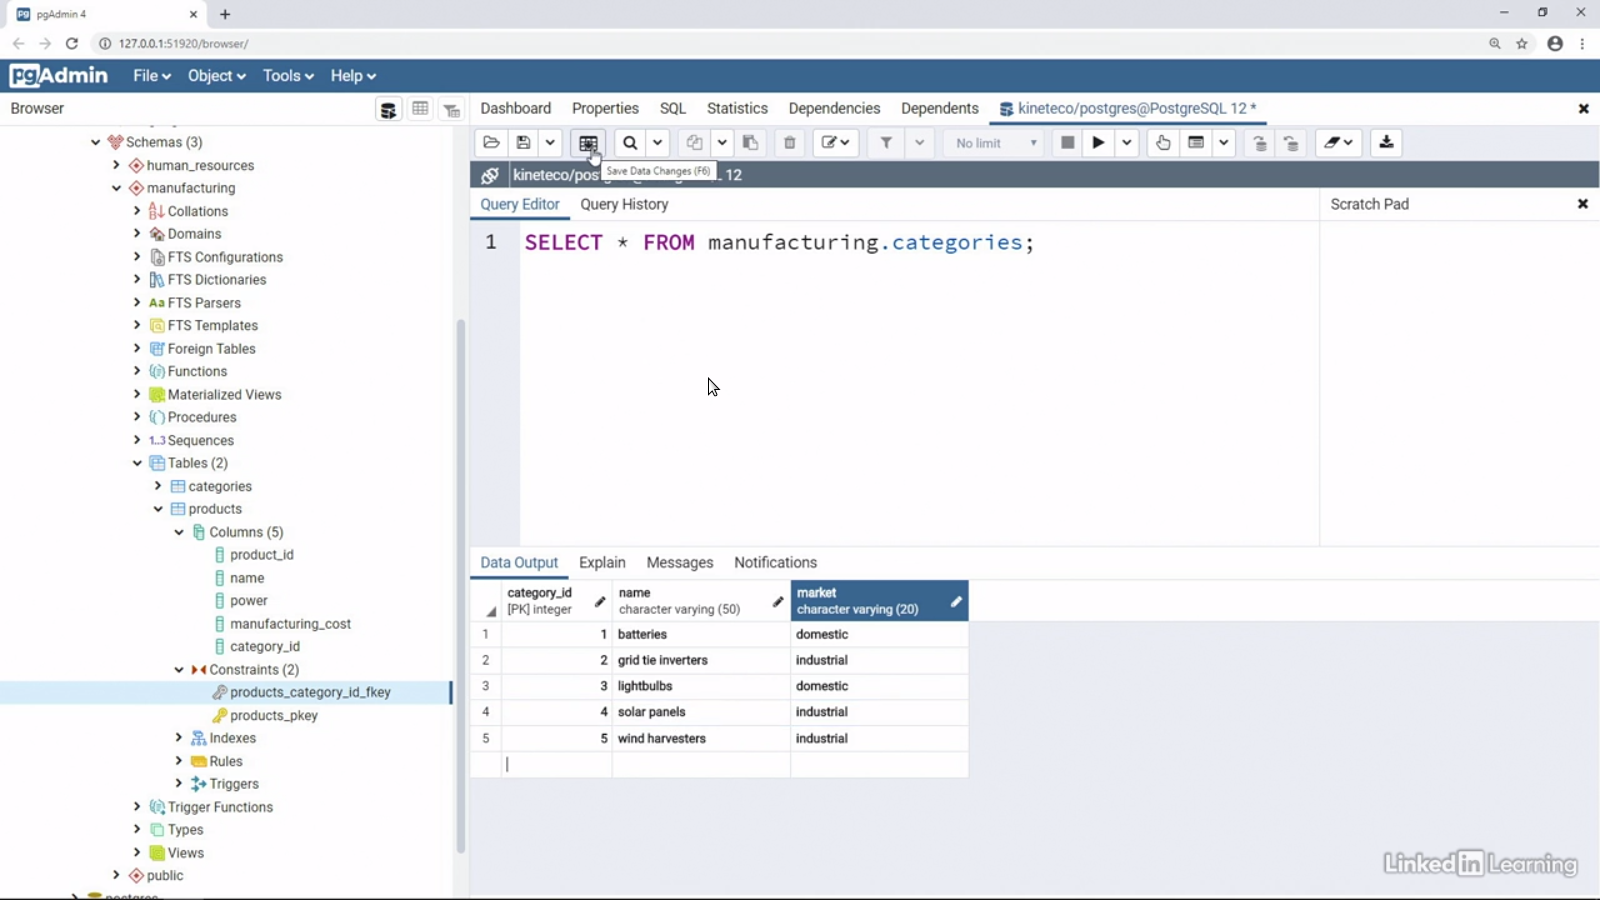 pgAdmin 4
127.0.0.1:51920/browser/
pgAdmin File Object Tools Help
Browser
Dashboard Properties SQL Statistics Dependencies Dependents kineteco/postgres@PostgreSQL 12 *
No limit
Save Data Changes (F6)
kineteco/pos L 12
Query Editor Query History
Scratch Pad
1 SELECT * FROM manufacturing.categories;
Schemas (3)
human_resources
manufacturing
Collations
Domains
FTS Configurations
FTS Dictionaries
Aa FTS Parsers
FTS Templates
Foreign Tables
Functions
Materialized Views
Procedures
1..3 Sequences
Tables (2)
categories
products
Columns (5)
product_id
name
power
manufacturing_cost
category_id
Constraints (2)
products_category_id_fkey
products_pkey
Indexes
Rules
Triggers
Trigger Functions
Types
Views
public
Data Output Explain Messages Notifications
category_id name market
[PK] integer character varying (50) character varying (20)
1 1 batteries domestic
2 2 grid tie inverters industrial
3 3 lightbulbs domestic
4 4 solar panels industrial
5 5 wind harvesters industrial
Linked in Learning